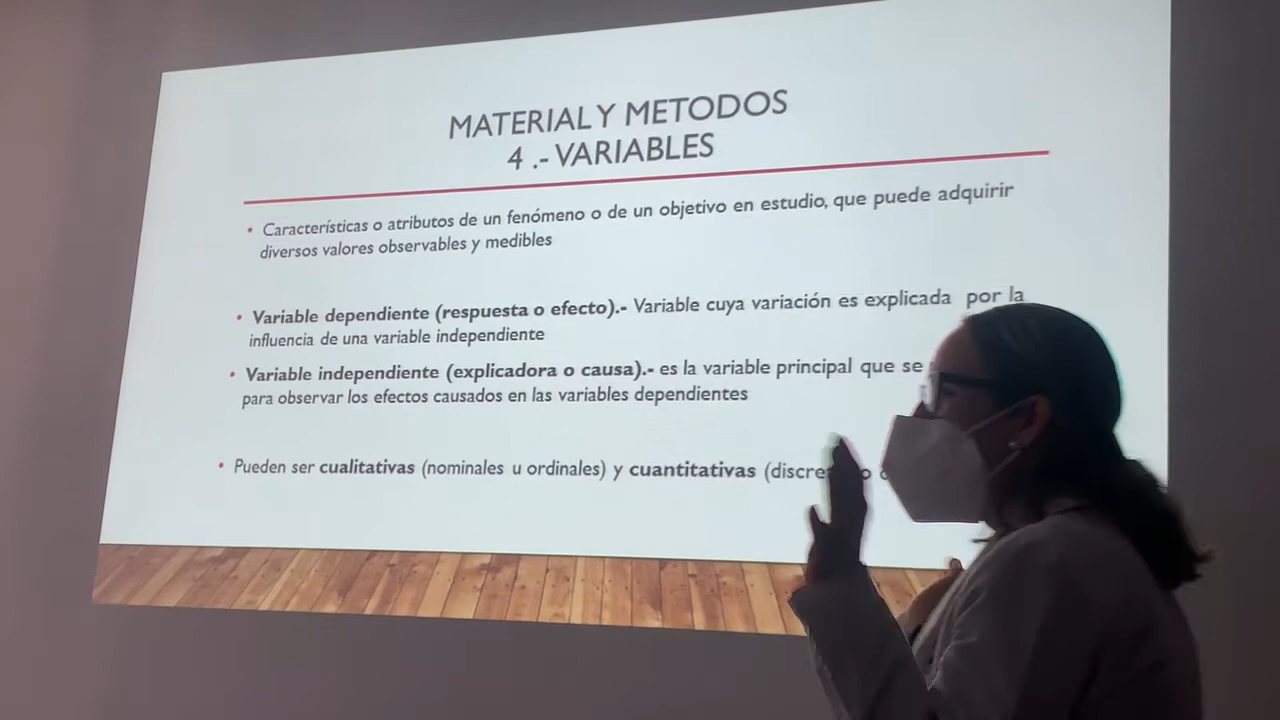 MATERIAL Y METODOS
4 .- VARIABLES
• Características o atributos de un fenómeno o de un objetivo en estudio, que puede adquirir
diversos valores observables y medibles
• Variable dependiente (respuesta o efecto).- Variable cuya variación es explicada por la
influencia de una variable independiente
• Variable independiente (explicadora o causa).- es la variable principal que se
para observar los efectos causados en las variables dependientes
• Pueden ser cualitativas (nominales u ordinales) y cuantitativas